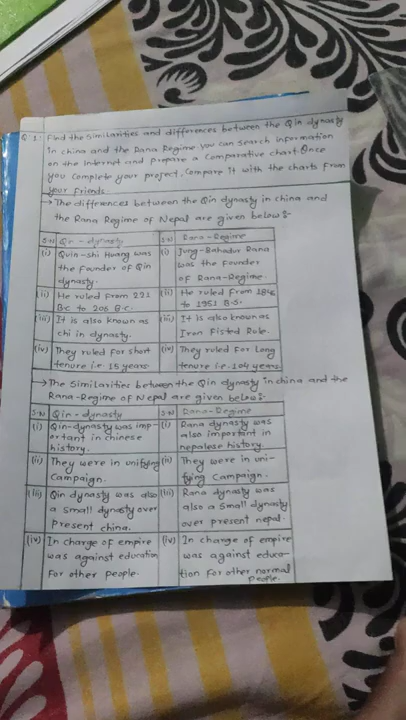 Q.1: Find the Similarities and differences between the Qin dynasty
In china and the Rana Regime. you can search information
on the Internet and prepare a comparative chart. Once
you complete your project, compare it with the charts from
your friends.
→ The differences between the Qin dynasty in china and
the Rana Regime of Nepal are given below:-
S.N Qin - dynasty S.N Rana - Regime
(i) Quin-Shi Huang was (i) Jung-Bahadur Rana
the founder of Qin was the Founder
dynasty. of Rana-Regime.
(ii) He ruled from 221 (ii) He ruled from 1846
B.c to 206 B.c. to 1951 B.S.
(iii) It is also known as (iii) It is also known as
chi in dynasty. Iron Fisted Role.
(iv) They ruled for short (iv) They ruled For Long
tenure i.e. 15 years. tenure i.e. 104 years.
→ The Similarities between the Qin dynasty in china and the
Rana-Regime of Nepal are given below:-
S.N Qin - dynasty S.N Rana - Regime
(i) Qin-dynasty was imp- (i) Rana dynasty was
ortant in chinese also important in
history. nepalese history.
(ii) They were in unifying (ii) They were in uni-
Campaign. fying Campaign.
(iii) Qin dynasty was also (iii) Rana dynasty was
a small dynasty over also a small dynasty
present china. over present nepal.
(iv) In charge of empire (iv) In charge of empire
was against education was against educa-
For other people. tion for other normal
people.